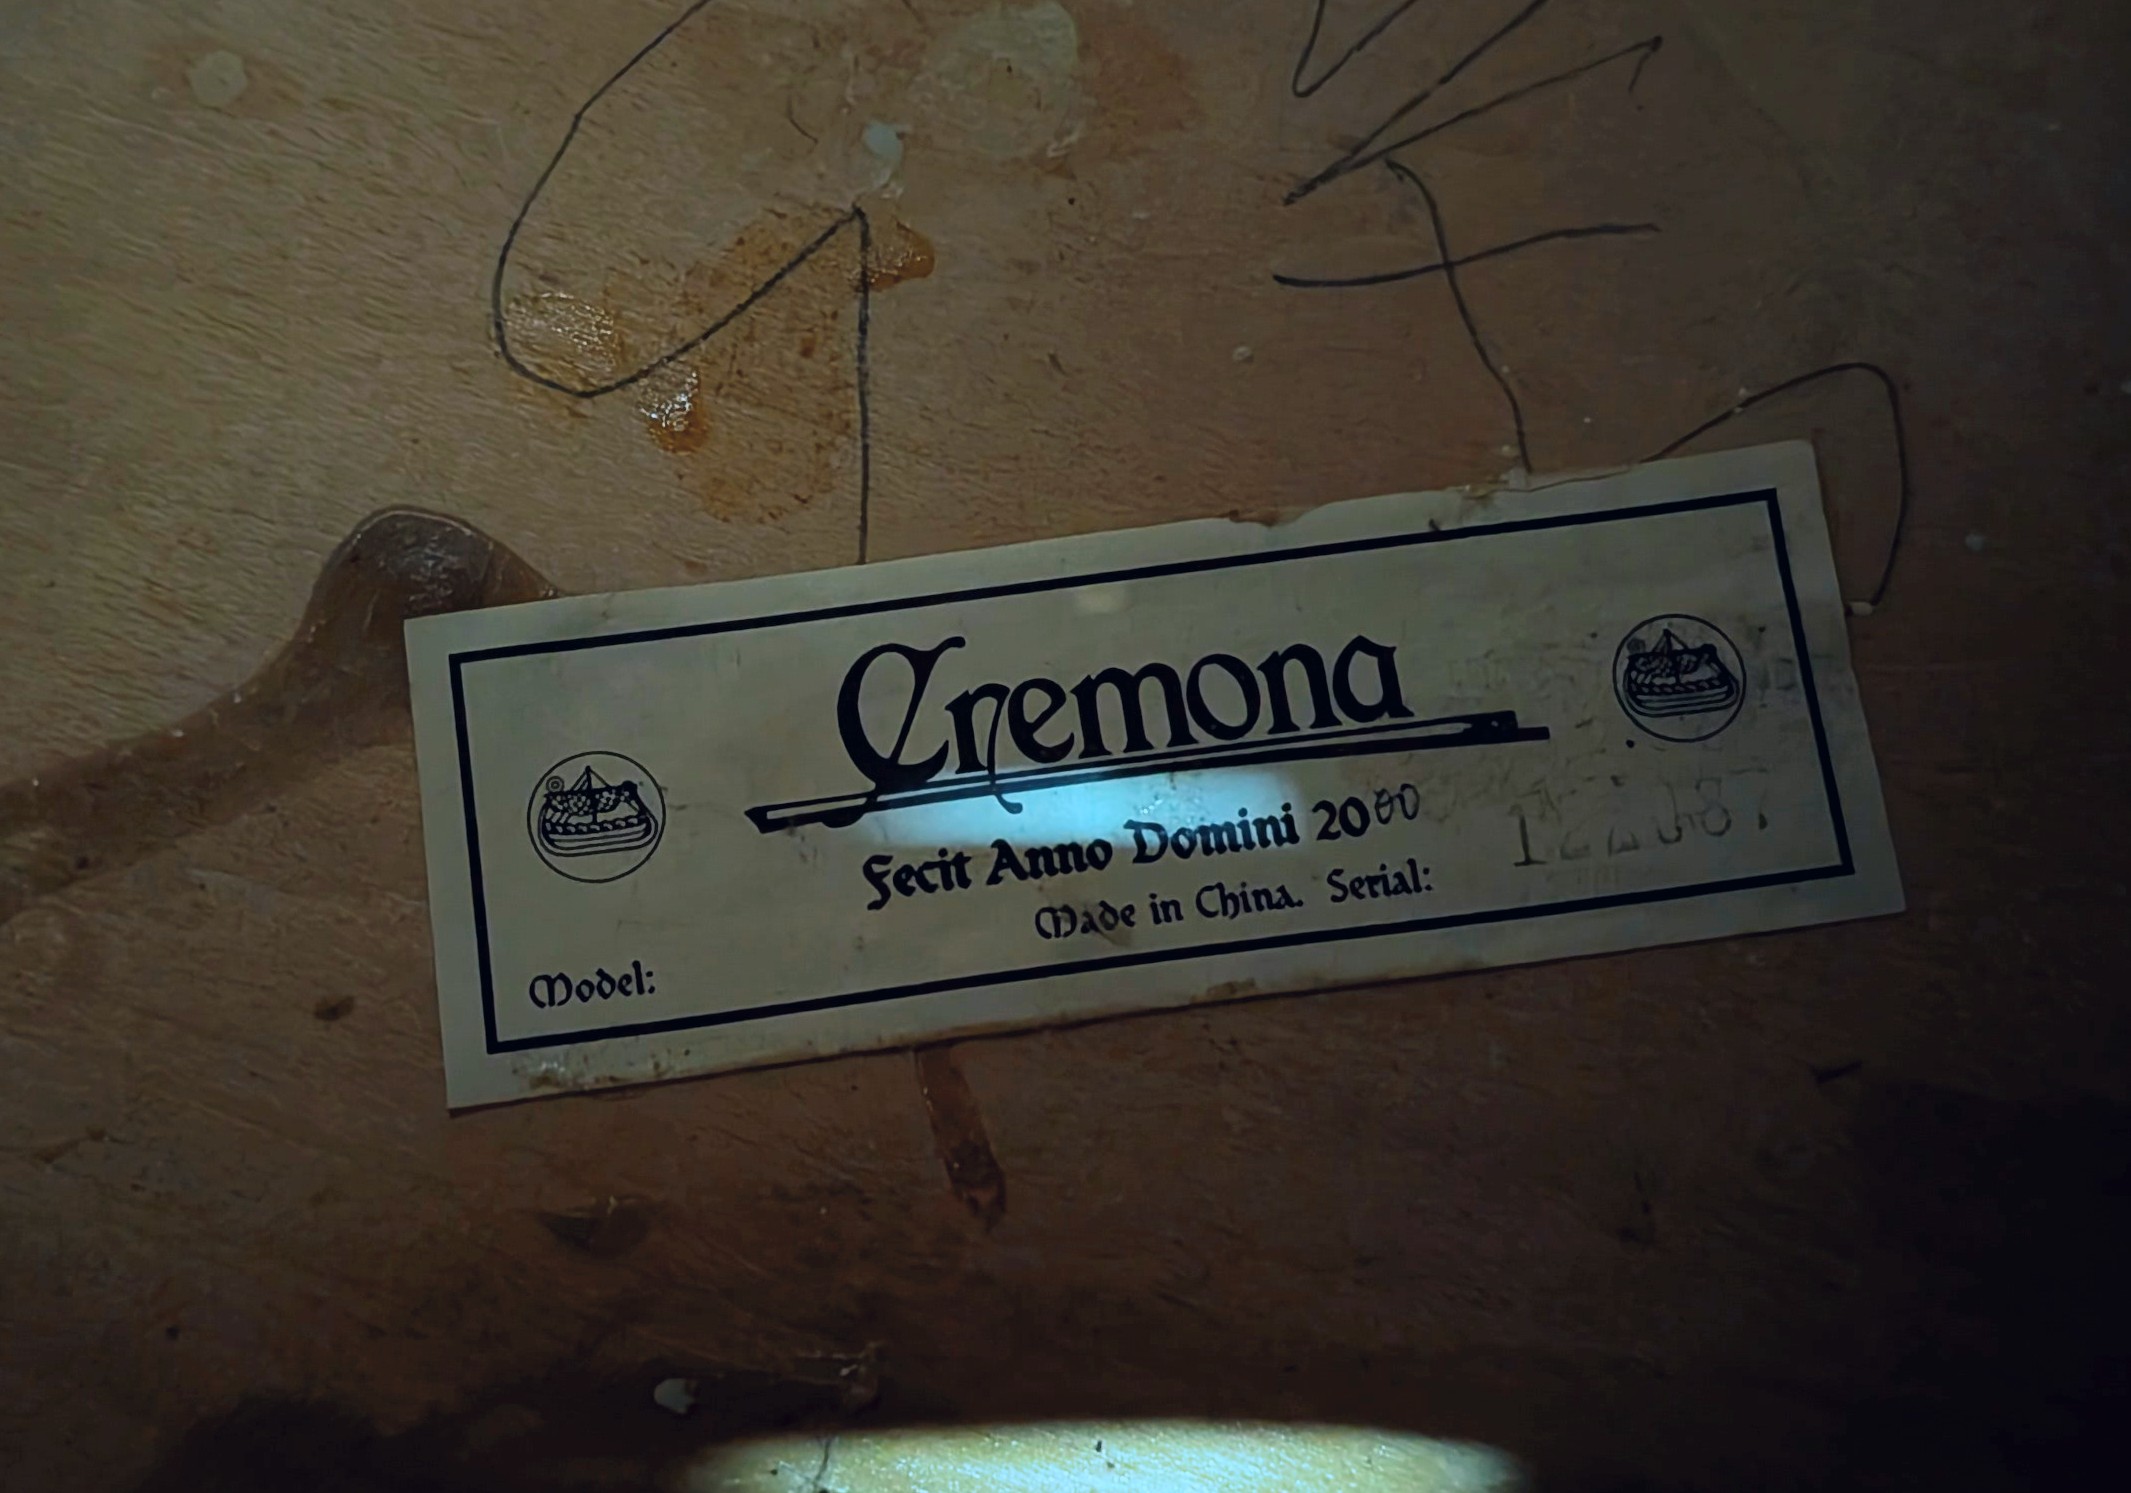 Cremona
Fecit Anno Domini 2000
Made in China. Serial:
Model: